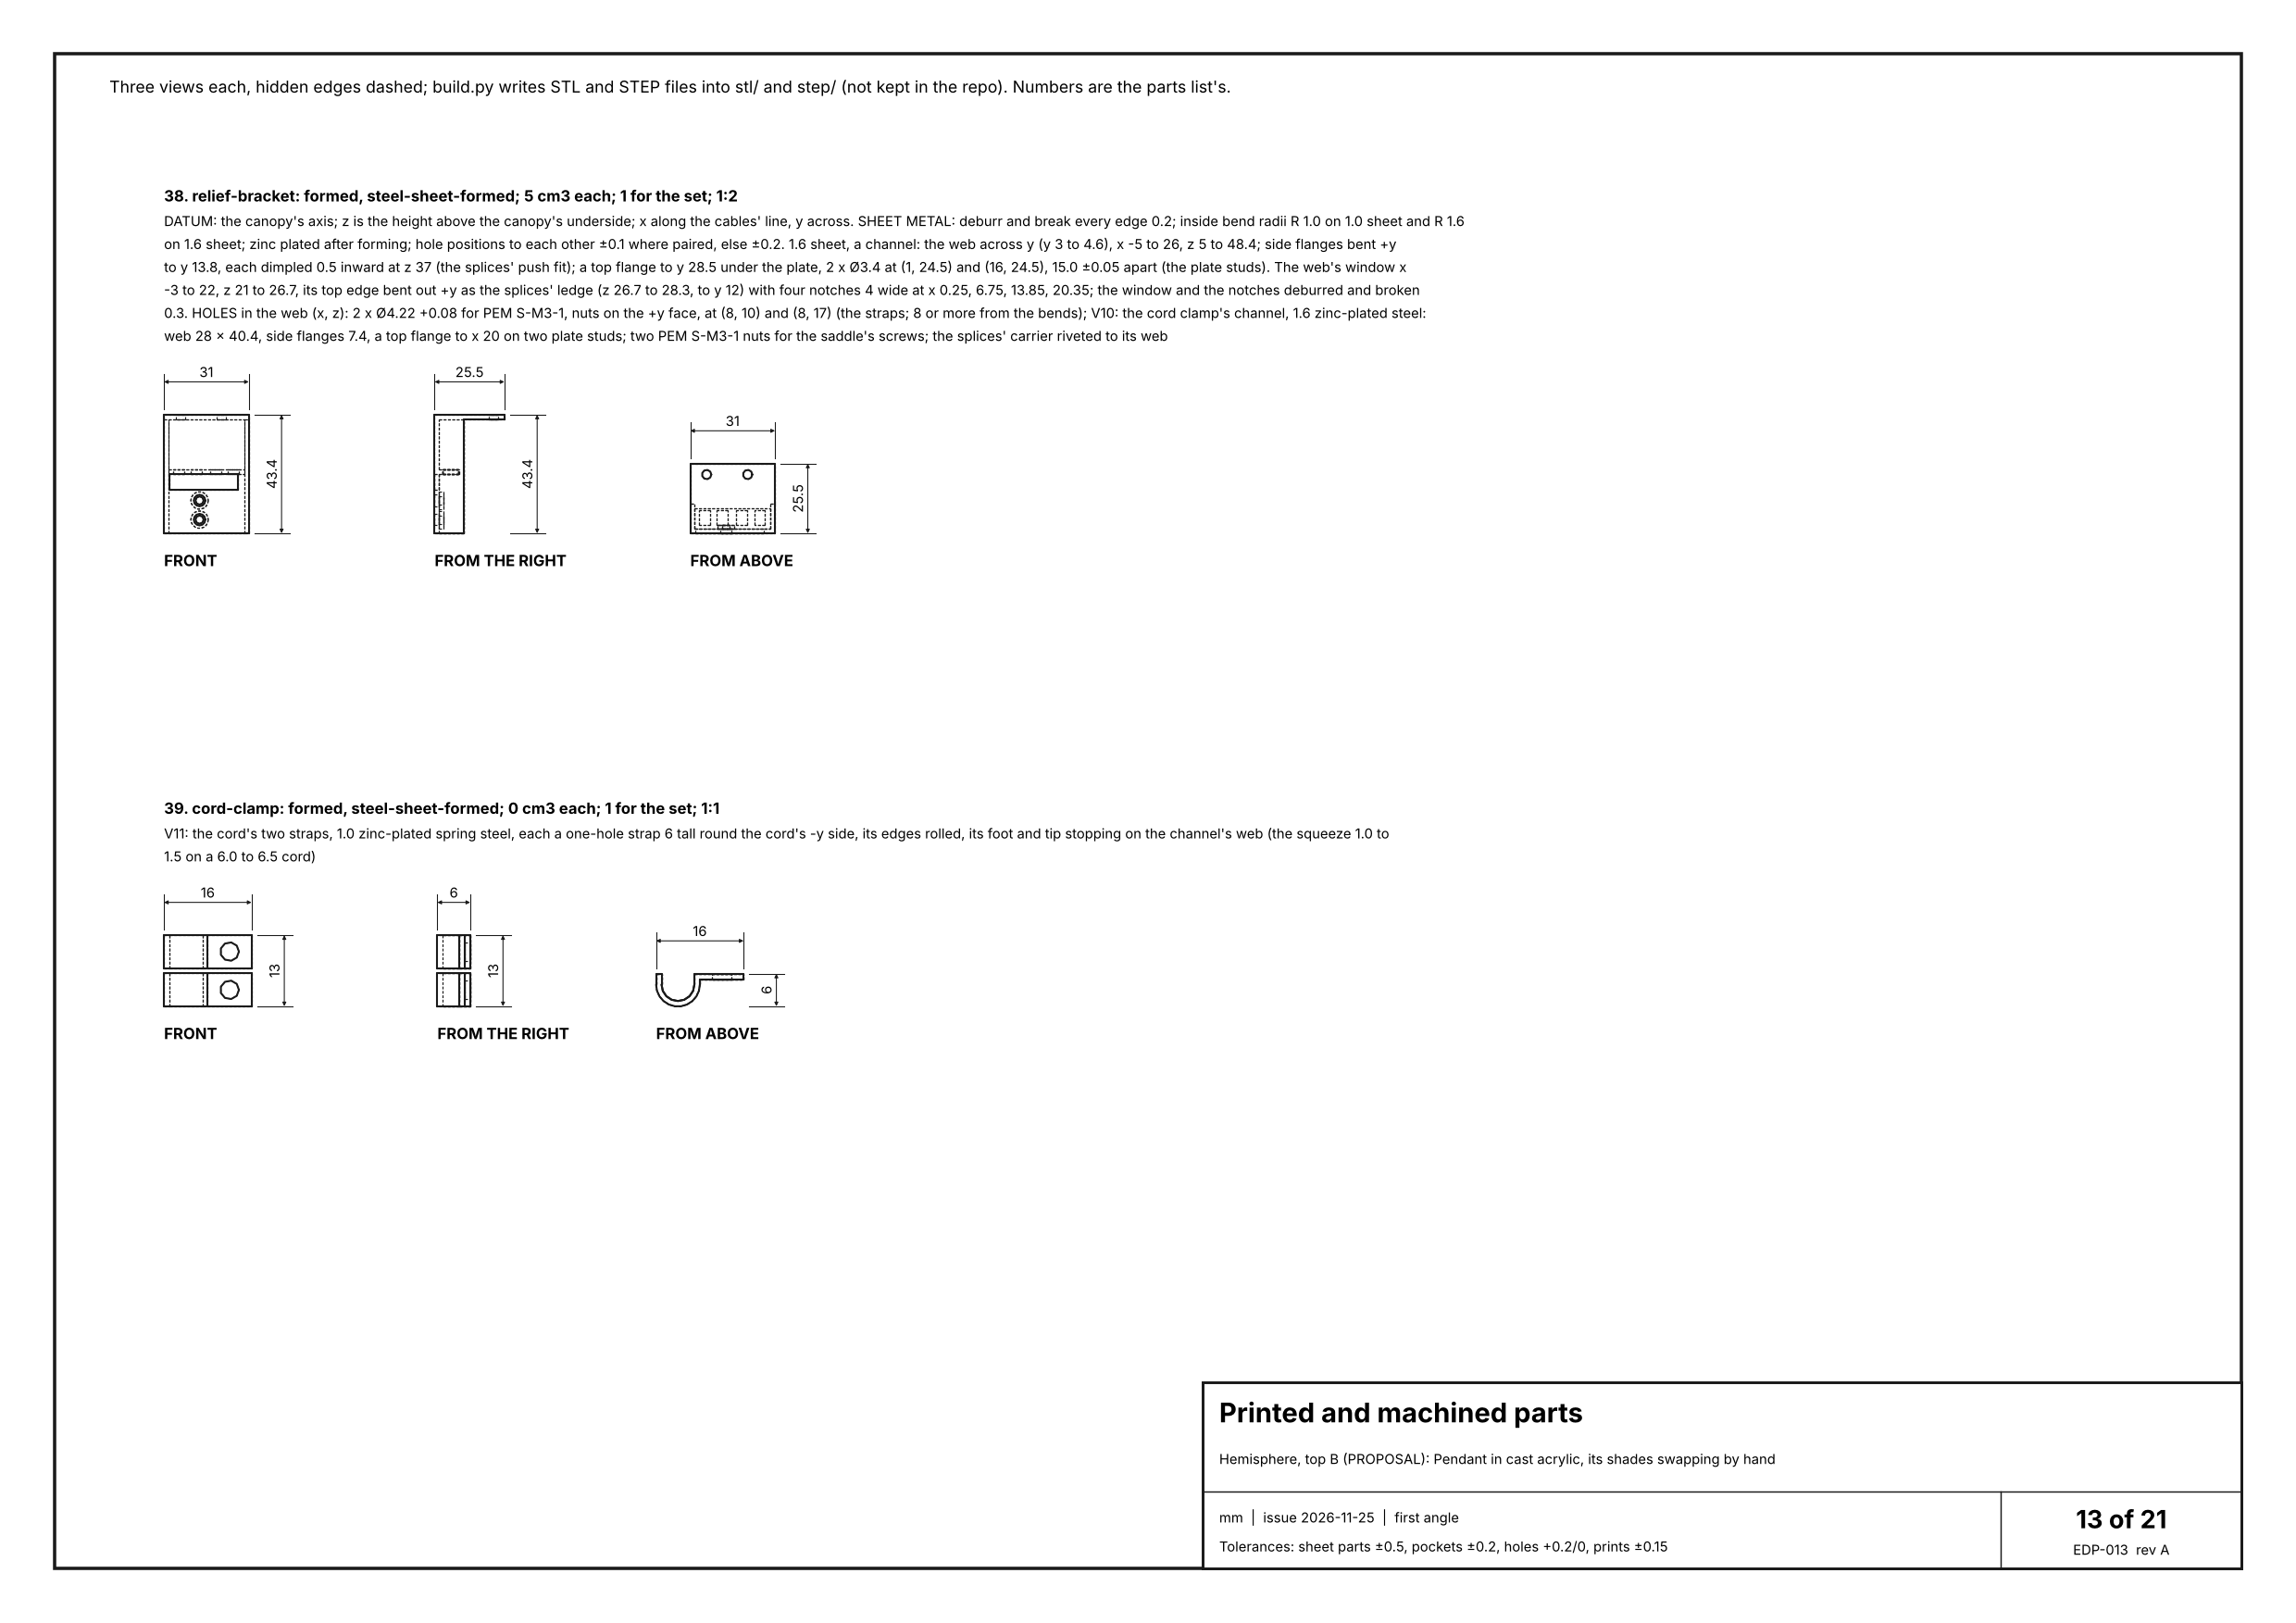 Three views each, hidden edges dashed; build.py writes STL and STEP files into stl/ and step/ (not kept in the repo). Numbers are the parts list's.
38. relief-bracket: formed, steel-sheet-formed; 5 cm3 each; 1 for the set; 1:2
DATUM: the canopy's axis; z is the height above the canopy's underside; x along the cables' line, y across. SHEET METAL: deburr and break every edge 0.2; inside bend radii R 1.0 on 1.0 sheet and R 1.6
on 1.6 sheet; zinc plated after forming; hole positions to each other ±0.1 where paired, else ±0.2. 1.6 sheet, a channel: the web across y (y 3 to 4.6), x -5 to 26, z 5 to 48.4; side flanges bent +y
to y 13.8, each dimpled 0.5 inward at z 37 (the splices' push fit); a top flange to y 28.5 under the plate, 2 x Ø3.4 at (1, 24.5) and (16, 24.5), 15.0 ±0.05 apart (the plate studs). The web's window x
-3 to 22, z 21 to 26.7, its top edge bent out +y as the splices' ledge (z 26.7 to 28.3, to y 12) with four notches 4 wide at x 0.25, 6.75, 13.85, 20.35; the window and the notches deburred and broken
0.3. HOLES in the web (x, z): 2 x Ø4.22 +0.08 for PEM S-M3-1, nuts on the +y face, at (8, 10) and (8, 17) (the straps; 8 or more from the bends); V10: the cord clamp's channel, 1.6 zinc-plated steel:
web 28 × 40.4, side flanges 7.4, a top flange to x 20 on two plate studs; two PEM S-M3-1 nuts for the saddle's screws; the splices' carrier riveted to its web
31
25.5
31
43.4
43.4
25.5
FRONT
FROM THE RIGHT
FROM ABOVE
39. cord-clamp: formed, steel-sheet-formed; 0 cm3 each; 1 for the set; 1:1
V11: the cord's two straps, 1.0 zinc-plated spring steel, each a one-hole strap 6 tall round the cord's -y side, its edges rolled, its foot and tip stopping on the channel's web (the squeeze 1.0 to
1.5 on a 6.0 to 6.5 cord)
16
6
16
13
13
6
FRONT
FROM THE RIGHT
FROM ABOVE
Printed and machined parts
Hemisphere, top B (PROPOSAL): Pendant in cast acrylic, its shades swapping by hand
mm | issue 2026-11-25 | first angle
Tolerances: sheet parts ±0.5, pockets ±0.2, holes +0.2/0, prints ±0.15
13 of 21
EDP-013 rev A